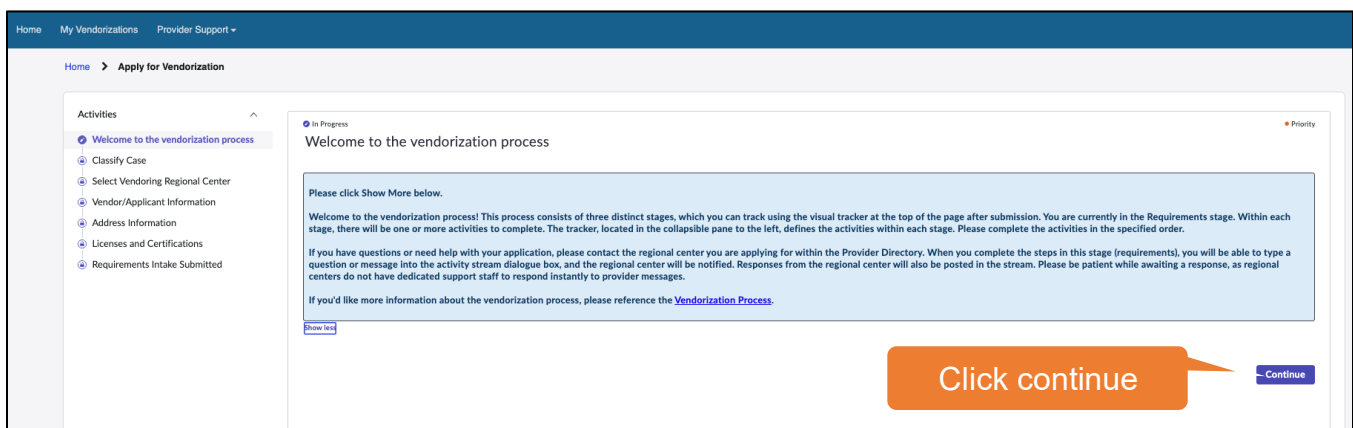 Home My Vendorizations Provider Support
Home > Apply for Vendorization
Activities
Welcome to the vendorization process
Classify Case
Select Vendoring Regional Center
Vendor/Applicant Information
Address Information
Licenses and Certifications
Requirements Intake Submitted
In Progress
Priority
Welcome to the vendorization process
Please click Show More below.
Welcome to the vendorization process! This process consists of three distinct stages, which you can track using the visual tracker at the top of the page after submission. You are currently in the Requirements stage. Within each
stage, there will be one or more activities to complete. The tracker, located in the collapsible pane to the left, defines the activities within each stage. Please complete the activities in the specified order.
If you have questions or need help with your application, please contact the regional center you are applying for within the Provider Directory. When you complete the steps in this stage (requirements), you will be able to type a
question or message into the activity stream dialogue box, and the regional center will be notified. Responses from the regional center will also be posted in the stream. Please be patient while awaiting a response, as regional
centers do not have dedicated support staff to respond instantly to provider messages.
If you'd like more information about the vendorization process, please reference the Vendorization Process.
Show less
Click continue
Continue